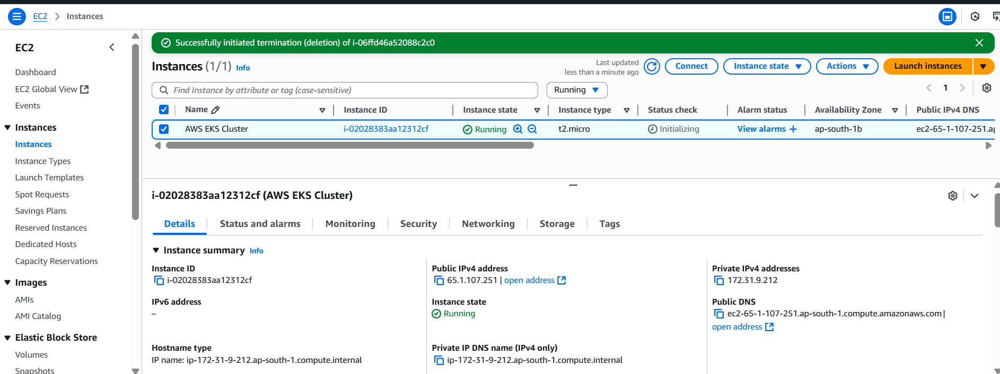 EC2 > Instances
EC2
Dashboard
EC2 Global View
Events
Instances
Instances
Instance Types
Launch Templates
Spot Requests
Savings Plans
Reserved Instances
Dedicated Hosts
Capacity Reservations
Images
AMIs
AMI Catalog
Elastic Block Store
Volumes
Snapshots
Successfully initiated termination (deletion) of i-06ffd46a52088c2c0
Instances (1/1) Info
Last updated
less than a minute ago
Connect
Instance state
Actions
Launch instances
Find Instance by attribute or tag (case-sensitive)
Running
1
Name Instance ID Instance state Instance type Status check Alarm status Availability Zone Public IPv4 DNS
AWS EKS Cluster i-02028383aa12312cf Running t2.micro Initializing View alarms + ap-south-1b ec2-65-1-107-251.a
i-02028383aa12312cf (AWS EKS Cluster)
Details Status and alarms Monitoring Security Networking Storage Tags
Instance summary Info
Instance ID
i-02028383aa12312cf
Public IPv4 address
65.1.107.251 | open address
Private IPv4 addresses
172.31.9.212
IPv6 address
–
Instance state
Running
Public DNS
ec2-65-1-107-251.ap-south-1.compute.amazonaws.com |
open address
Hostname type
IP name: ip-172-31-9-212.ap-south-1.compute.internal
Private IP DNS name (IPv4 only)
ip-172-31-9-212.ap-south-1.compute.internal